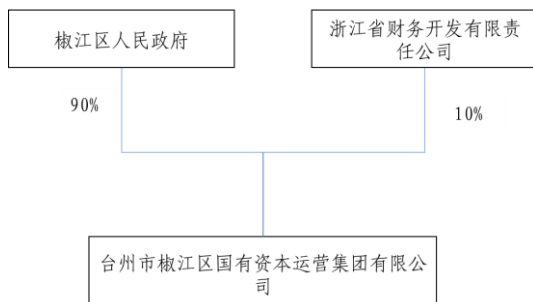 椒江区人民政府
浙江省财务开发有限责
任公司
90%
10%
台州市椒江区国有资本运营集团有限公
司